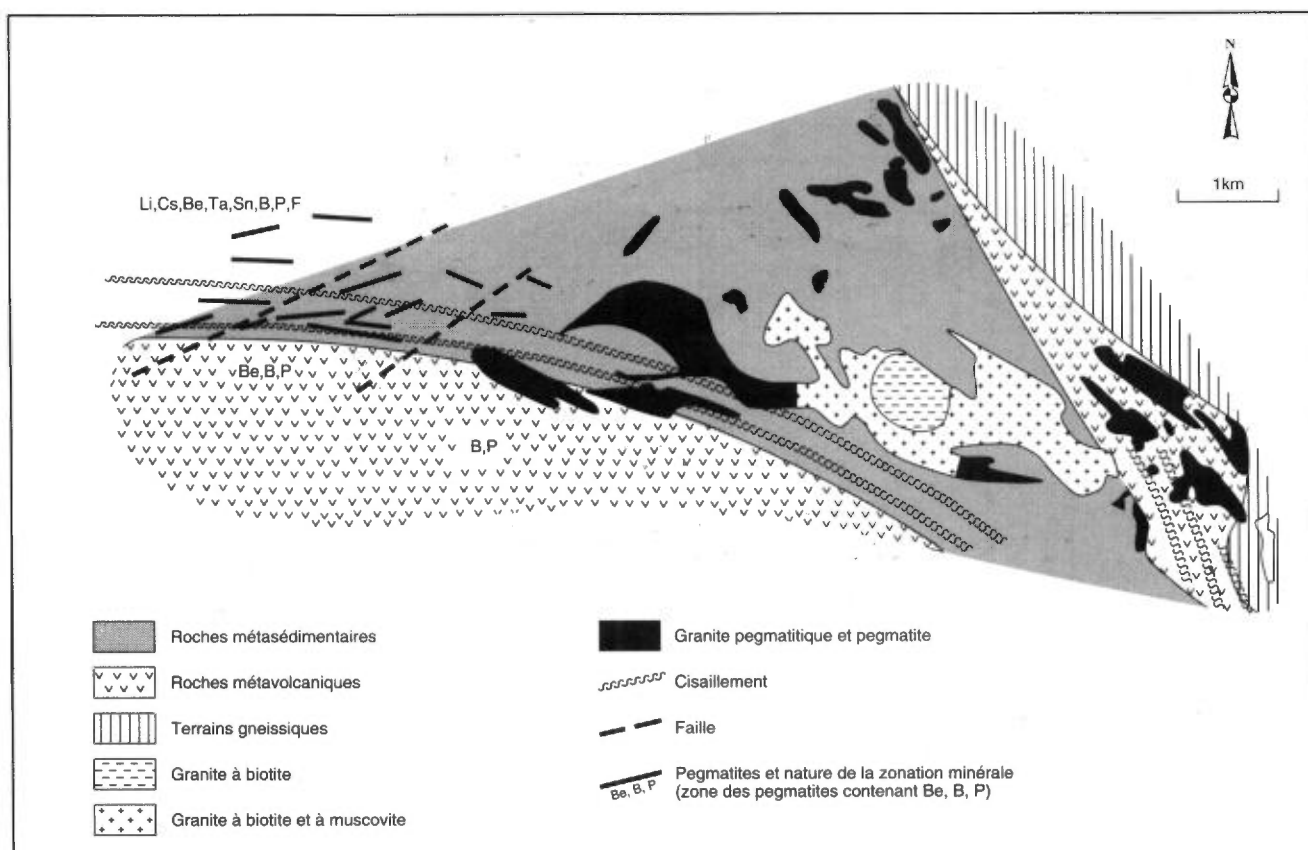 N
1km
Li,Cs,Be,Ta,Sn,B,P,F
Be,B,P
B,P
Roches métasédimentaires
Roches métavolcaniques
Terrains gneissiques
Granite à biotite
Granite à biotite et à muscovite
Granite pegmatitique et pegmatite
Cisaillement
Faille
Be, B, P
Pegmatites et nature de la zonation minérale
(zone des pegmatites contenant Be, B, P)